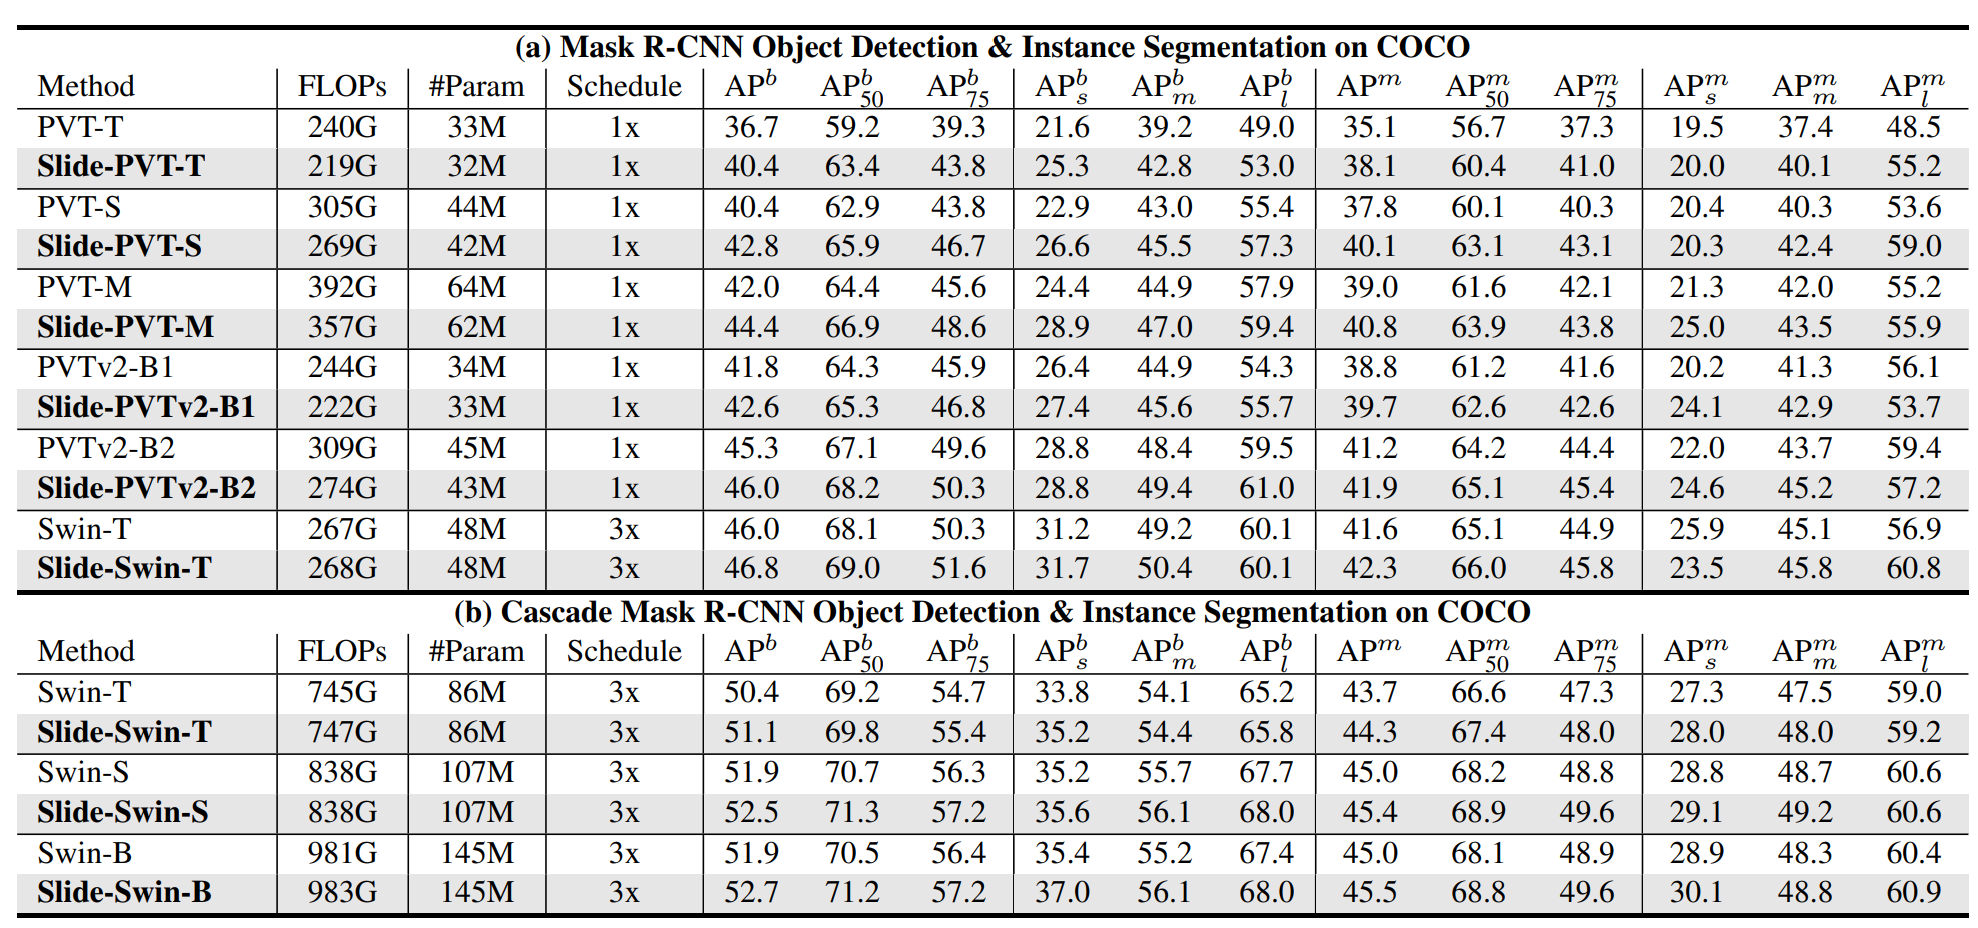 (a) Mask R-CNN Object Detection & Instance Segmentation on COCO
Method FLOPs #Param Schedule AP^b AP^b_50 AP^b_75 AP^b_s AP^b_m AP^b_l AP^m AP^m_50 AP^m_75 AP^m_s AP^m_m AP^m_l
PVT-T 240G 33M 1x 36.7 59.2 39.3 21.6 39.2 49.0 35.1 56.7 37.3 19.5 37.4 48.5
Slide-PVT-T 219G 32M 1x 40.4 63.4 43.8 25.3 42.8 53.0 38.1 60.4 41.0 20.0 40.1 55.2
PVT-S 305G 44M 1x 40.4 62.9 43.8 22.9 43.0 55.4 37.8 60.1 40.3 20.4 40.3 53.6
Slide-PVT-S 269G 42M 1x 42.8 65.9 46.7 26.6 45.5 57.3 40.1 63.1 43.1 20.3 42.4 59.0
PVT-M 392G 64M 1x 42.0 64.4 45.6 24.4 44.9 57.9 39.0 61.6 42.1 21.3 42.0 55.2
Slide-PVT-M 357G 62M 1x 44.4 66.9 48.6 28.9 47.0 59.4 40.8 63.9 43.8 25.0 43.5 55.9
PVTv2-B1 244G 34M 1x 41.8 64.3 45.9 26.4 44.9 54.3 38.8 61.2 41.6 20.2 41.3 56.1
Slide-PVTv2-B1 222G 33M 1x 42.6 65.3 46.8 27.4 45.6 55.7 39.7 62.6 42.6 24.1 42.9 53.7
PVTv2-B2 309G 45M 1x 45.3 67.1 49.6 28.8 48.4 59.5 41.2 64.2 44.4 22.0 43.7 59.4
Slide-PVTv2-B2 274G 43M 1x 46.0 68.2 50.3 28.8 49.4 61.0 41.9 65.1 45.4 24.6 45.2 57.2
Swin-T 267G 48M 3x 46.0 68.1 50.3 31.2 49.2 60.1 41.6 65.1 44.9 25.9 45.1 56.9
Slide-Swin-T 268G 48M 3x 46.8 69.0 51.6 31.7 50.4 60.1 42.3 66.0 45.8 23.5 45.8 60.8
(b) Cascade Mask R-CNN Object Detection & Instance Segmentation on COCO
Method FLOPs #Param Schedule AP^b AP^b_50 AP^b_75 AP^b_s AP^b_m AP^b_l AP^m AP^m_50 AP^m_75 AP^m_s AP^m_m AP^m_l
Swin-T 745G 86M 3x 50.4 69.2 54.7 33.8 54.1 65.2 43.7 66.6 47.3 27.3 47.5 59.0
Slide-Swin-T 747G 86M 3x 51.1 69.8 55.4 35.2 54.4 65.8 44.3 67.4 48.0 28.0 48.0 59.2
Swin-S 838G 107M 3x 51.9 70.7 56.3 35.2 55.7 67.7 45.0 68.2 48.8 28.8 48.7 60.6
Slide-Swin-S 838G 107M 3x 52.5 71.3 57.2 35.6 56.1 68.0 45.4 68.9 49.6 29.1 49.2 60.6
Swin-B 981G 145M 3x 51.9 70.5 56.4 35.4 55.2 67.4 45.0 68.1 48.9 28.9 48.3 60.4
Slide-Swin-B 983G 145M 3x 52.7 71.2 57.2 37.0 56.1 68.0 45.5 68.8 49.6 30.1 48.8 60.9